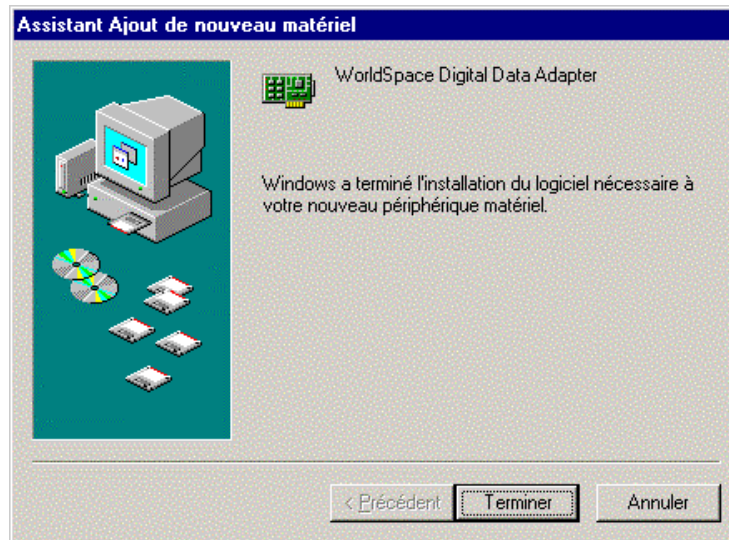 Assistant Ajout de nouveau matériel
WorldSpace Digital Data Adapter
Windows a terminé l'installation du logiciel nécessaire à
votre nouveau périphérique matériel.
< Précédent
Terminer
Annuler